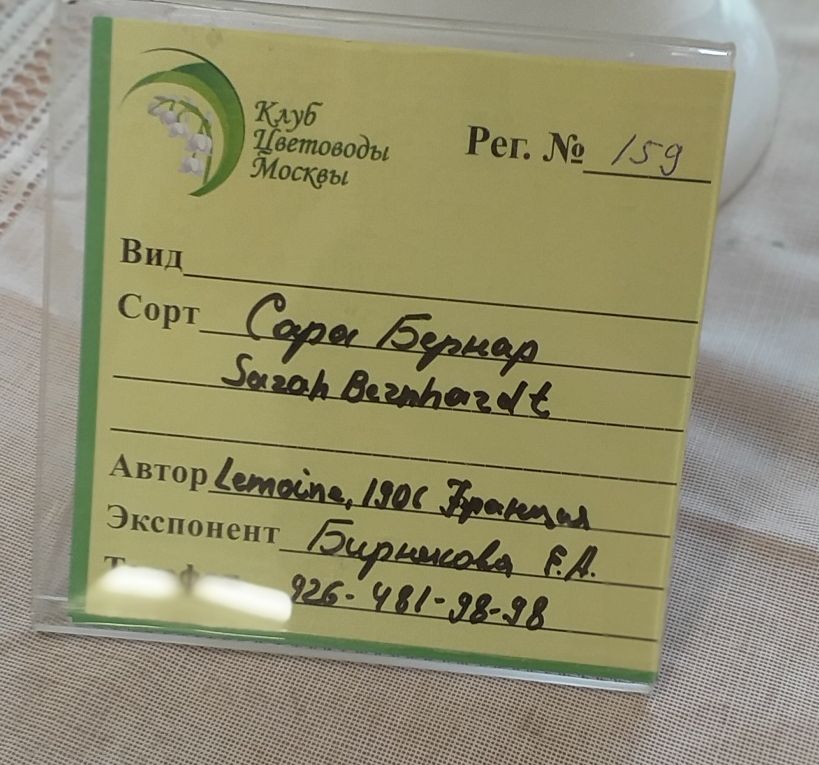 Клуб
Цветоводы
Москвы
Рег. № 159
Вид
Сорт Сара Бернар
Sarah Bernhardt
Автор Lemoine, 1906 Франция
Экспонент Бирюкова Е.А.
926-481-98-98